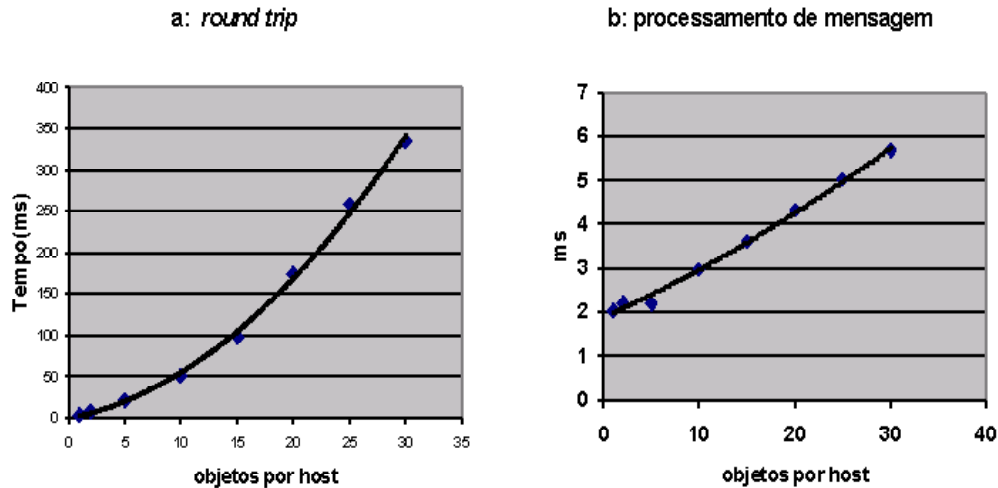 a: round trip
400
350
300
250
200
150
100
50
0
Tempo(ms)
0 5 10 15 20 25 30 35
objetos por host
b: processamento de mensagem
7
6
5
4
3
2
1
0
ms
0 10 20 30 40
objetos por host